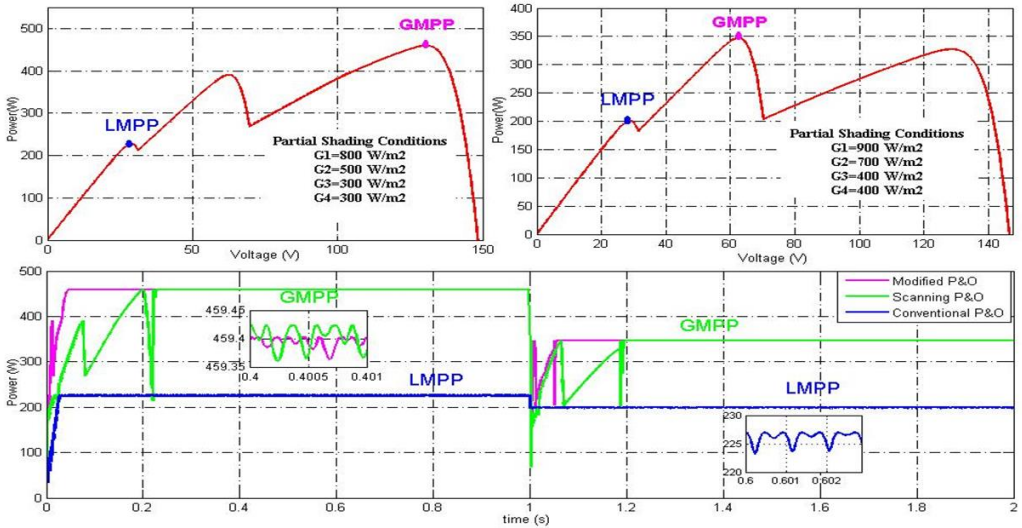 GMPP
LMPP
Partial Shading Conditions
G1=800 W/m2
G2=500 W/m2
G3=300 W/m2
G4=300 W/m2
Power(W)
500
400
300
200
100
0
0
50
100
150
Voltage (V)
GMPP
LMPP
Partial Shading Conditions
G1=900 W/m2
G2=700 W/m2
G3=400 W/m2
G4=400 W/m2
Power(W)
400
350
300
250
200
150
100
50
0
0
20
40
60
80
100
120
140
Voltage (V)
Modified P&O
Scanning P&O
Conventional P&O
GMPP
459.45
459.4
459.35
0.4
0.4005
0.401
LMPP
GMPP
LMPP
230
225
220
0.6
0.601
0.602
Power (W)
500
400
300
200
100
0
0
0.2
0.4
0.6
0.8
1
1.2
1.4
1.6
1.8
2
time (s)